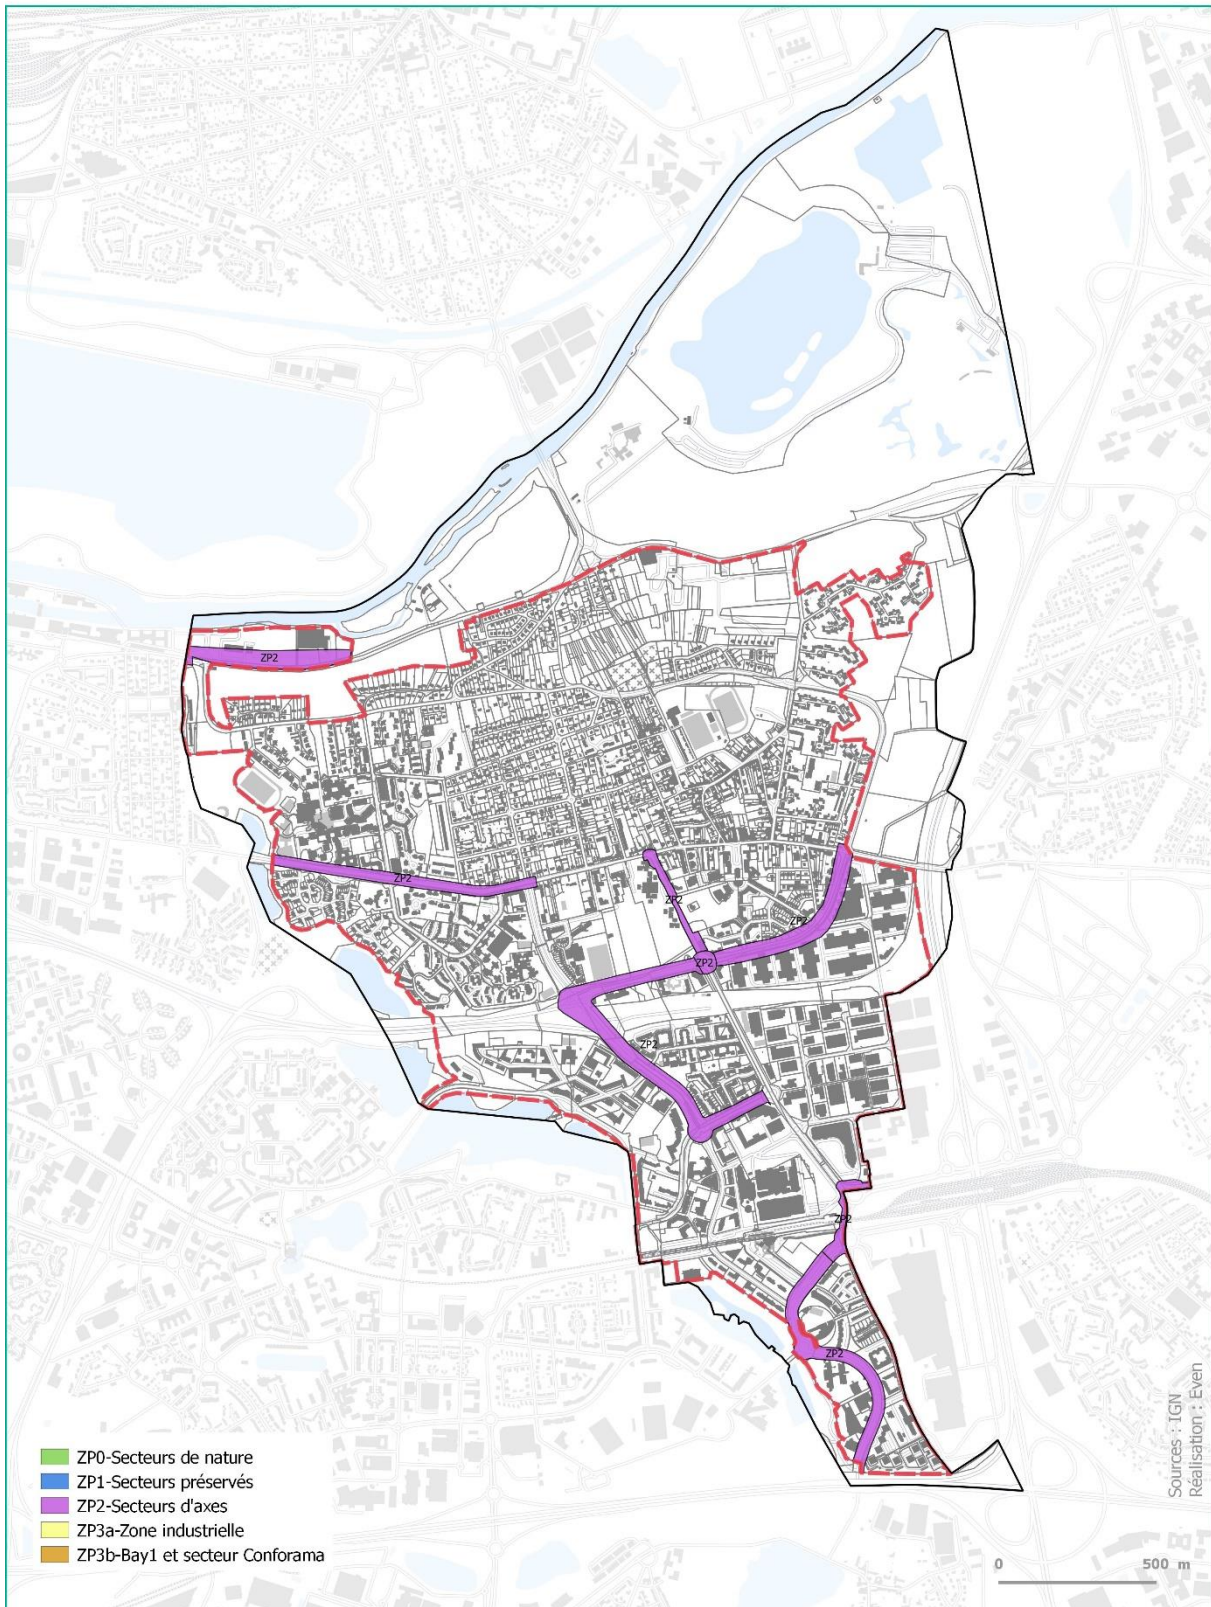 ZP2
ZP2
ZP2
ZP2
ZP2
ZP2
ZP2
ZP2
ZP0-Secteurs de nature
ZP1-Secteurs préservés
ZP2-Secteurs d'axes
ZP3a-Zone industrielle
ZP3b-Bay1 et secteur Conforama
Sources : IGN
Réalisation : Even
0 500 m